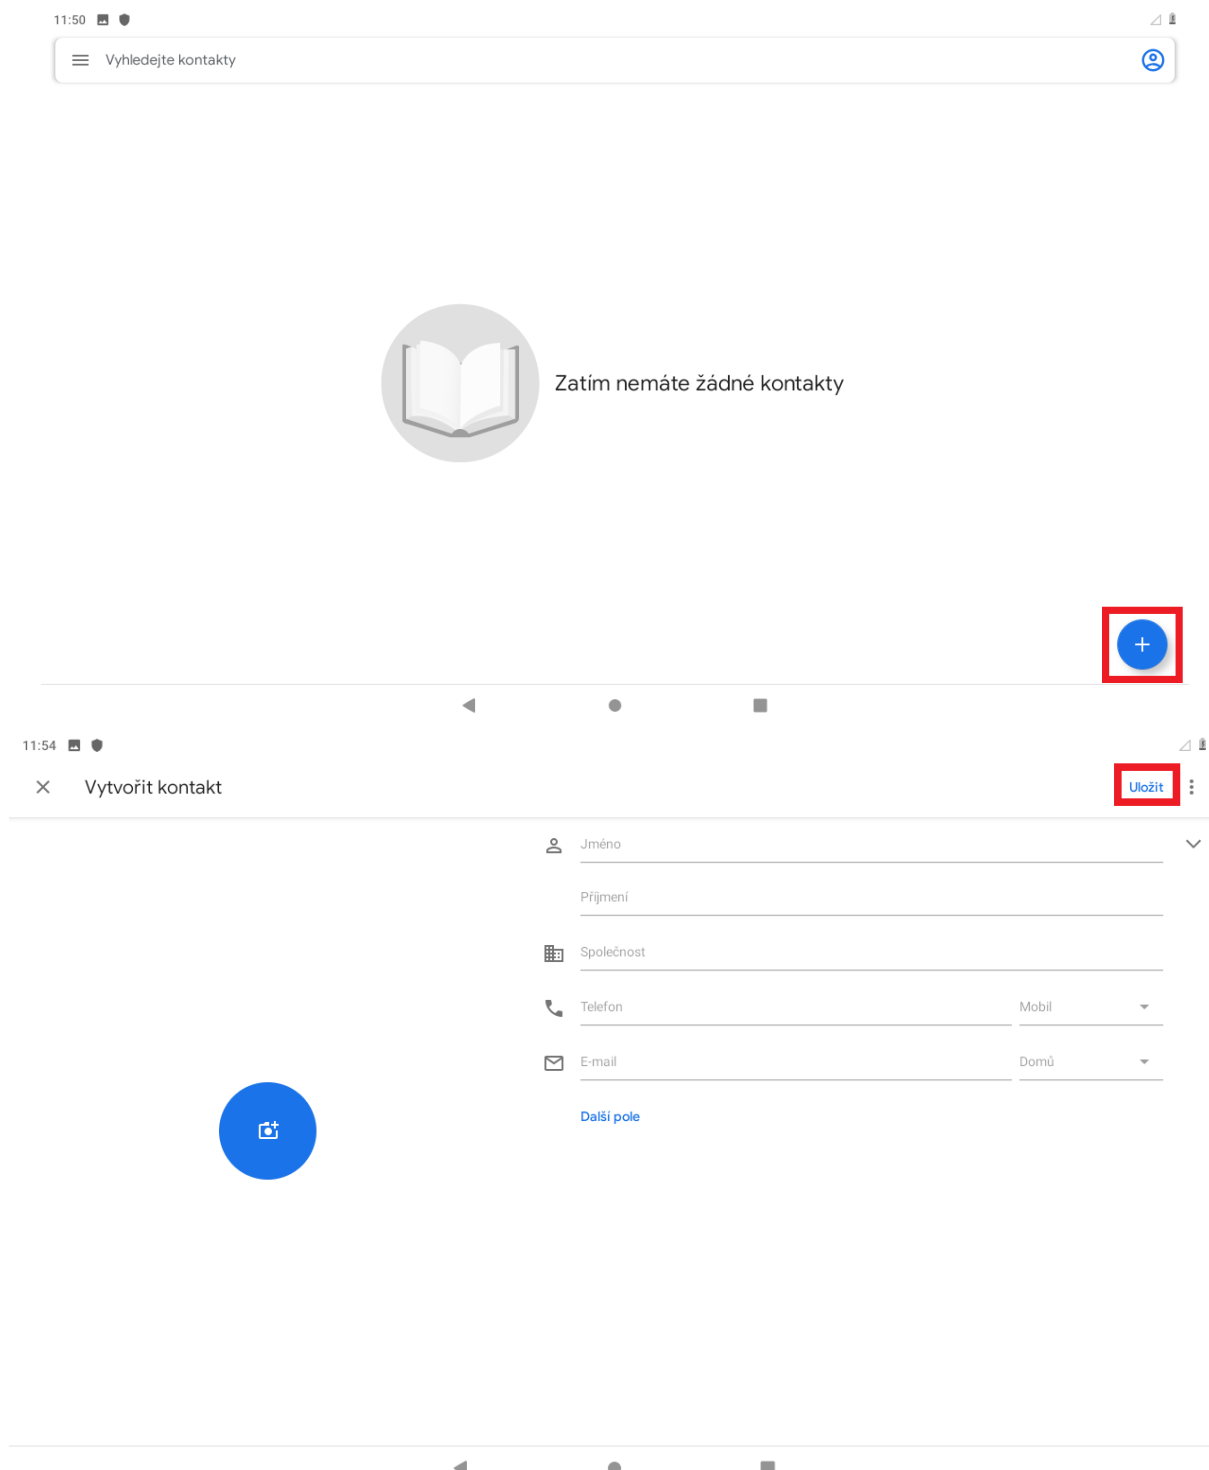 11:50
Vyhledejte kontakty
Zatím nemáte žádné kontakty
11:54
Vytvořit kontakt
Uložit
Jméno
Příjmení
Společnost
Telefon Mobil
E-mail Domů
Další pole